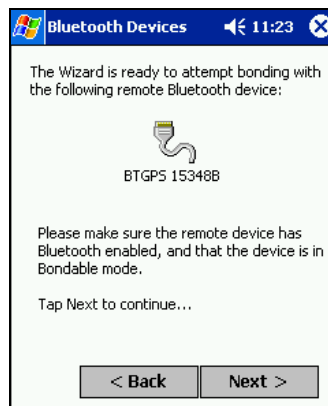 Bluetooth Devices 11:23
The Wizard is ready to attempt bonding with
the following remote Bluetooth device:
BTGPS 15348B
Please make sure the remote device has
Bluetooth enabled, and that the device is in
Bondable mode.
Tap Next to continue...
< Back Next >